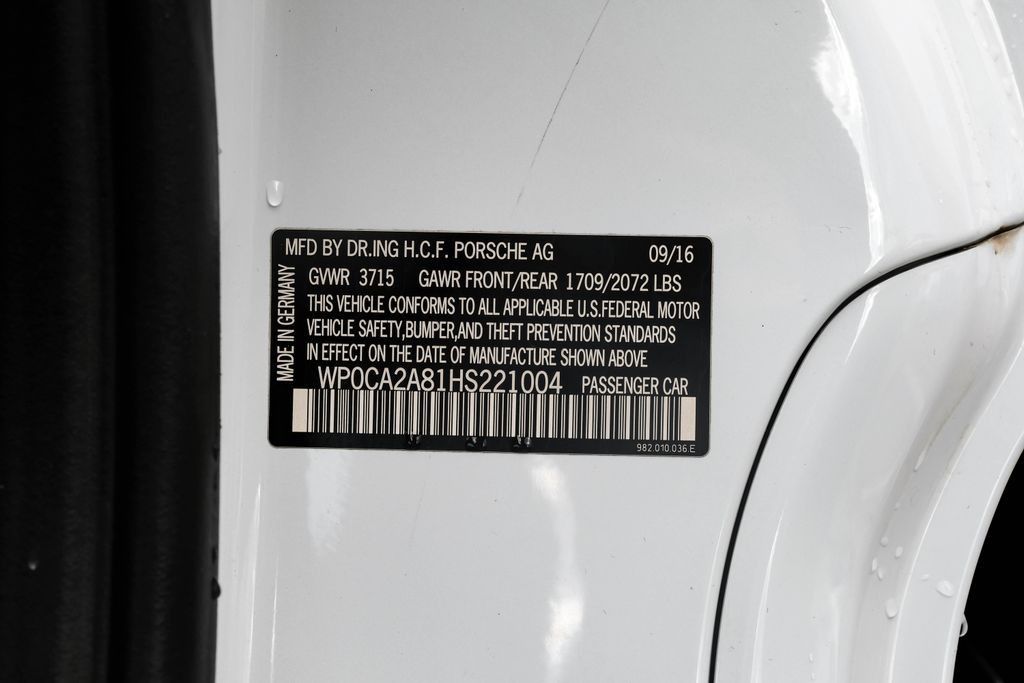 MFD BY DR.ING H.C.F. PORSCHE AG 09/16
GVWR 3715 GAWR FRONT/REAR 1709/2072 LBS
THIS VEHICLE CONFORMS TO ALL APPLICABLE U.S.FEDERAL MOTOR
VEHICLE SAFETY,BUMPER,AND THEFT PREVENTION STANDARDS
IN EFFECT ON THE DATE OF MANUFACTURE SHOWN ABOVE
MADE IN GERMANY
WP0CA2A81HS221004 PASSENGER CAR
982.010.036.E